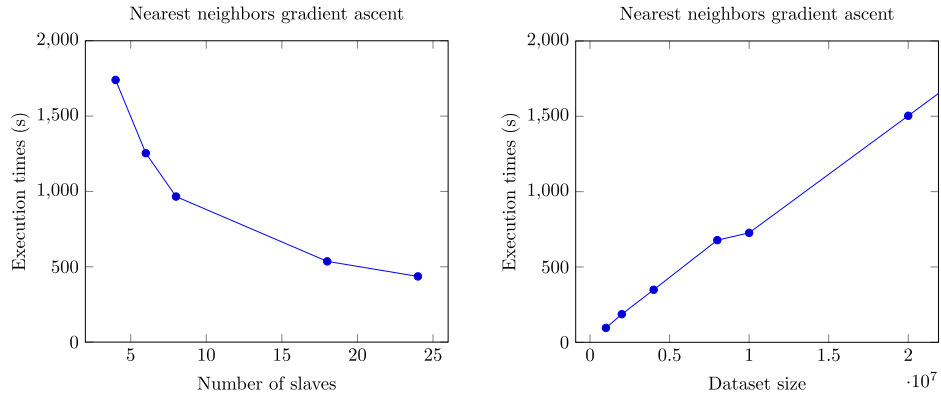 Nearest neighbors gradient ascent
2,000
1,500
1,000
500
0
Execution times (s)
5 10 15 20 25
Number of slaves
Nearest neighbors gradient ascent
2,000
1,500
1,000
500
0
Execution times (s)
0 0.5 1 1.5 2
·10⁷
Dataset size